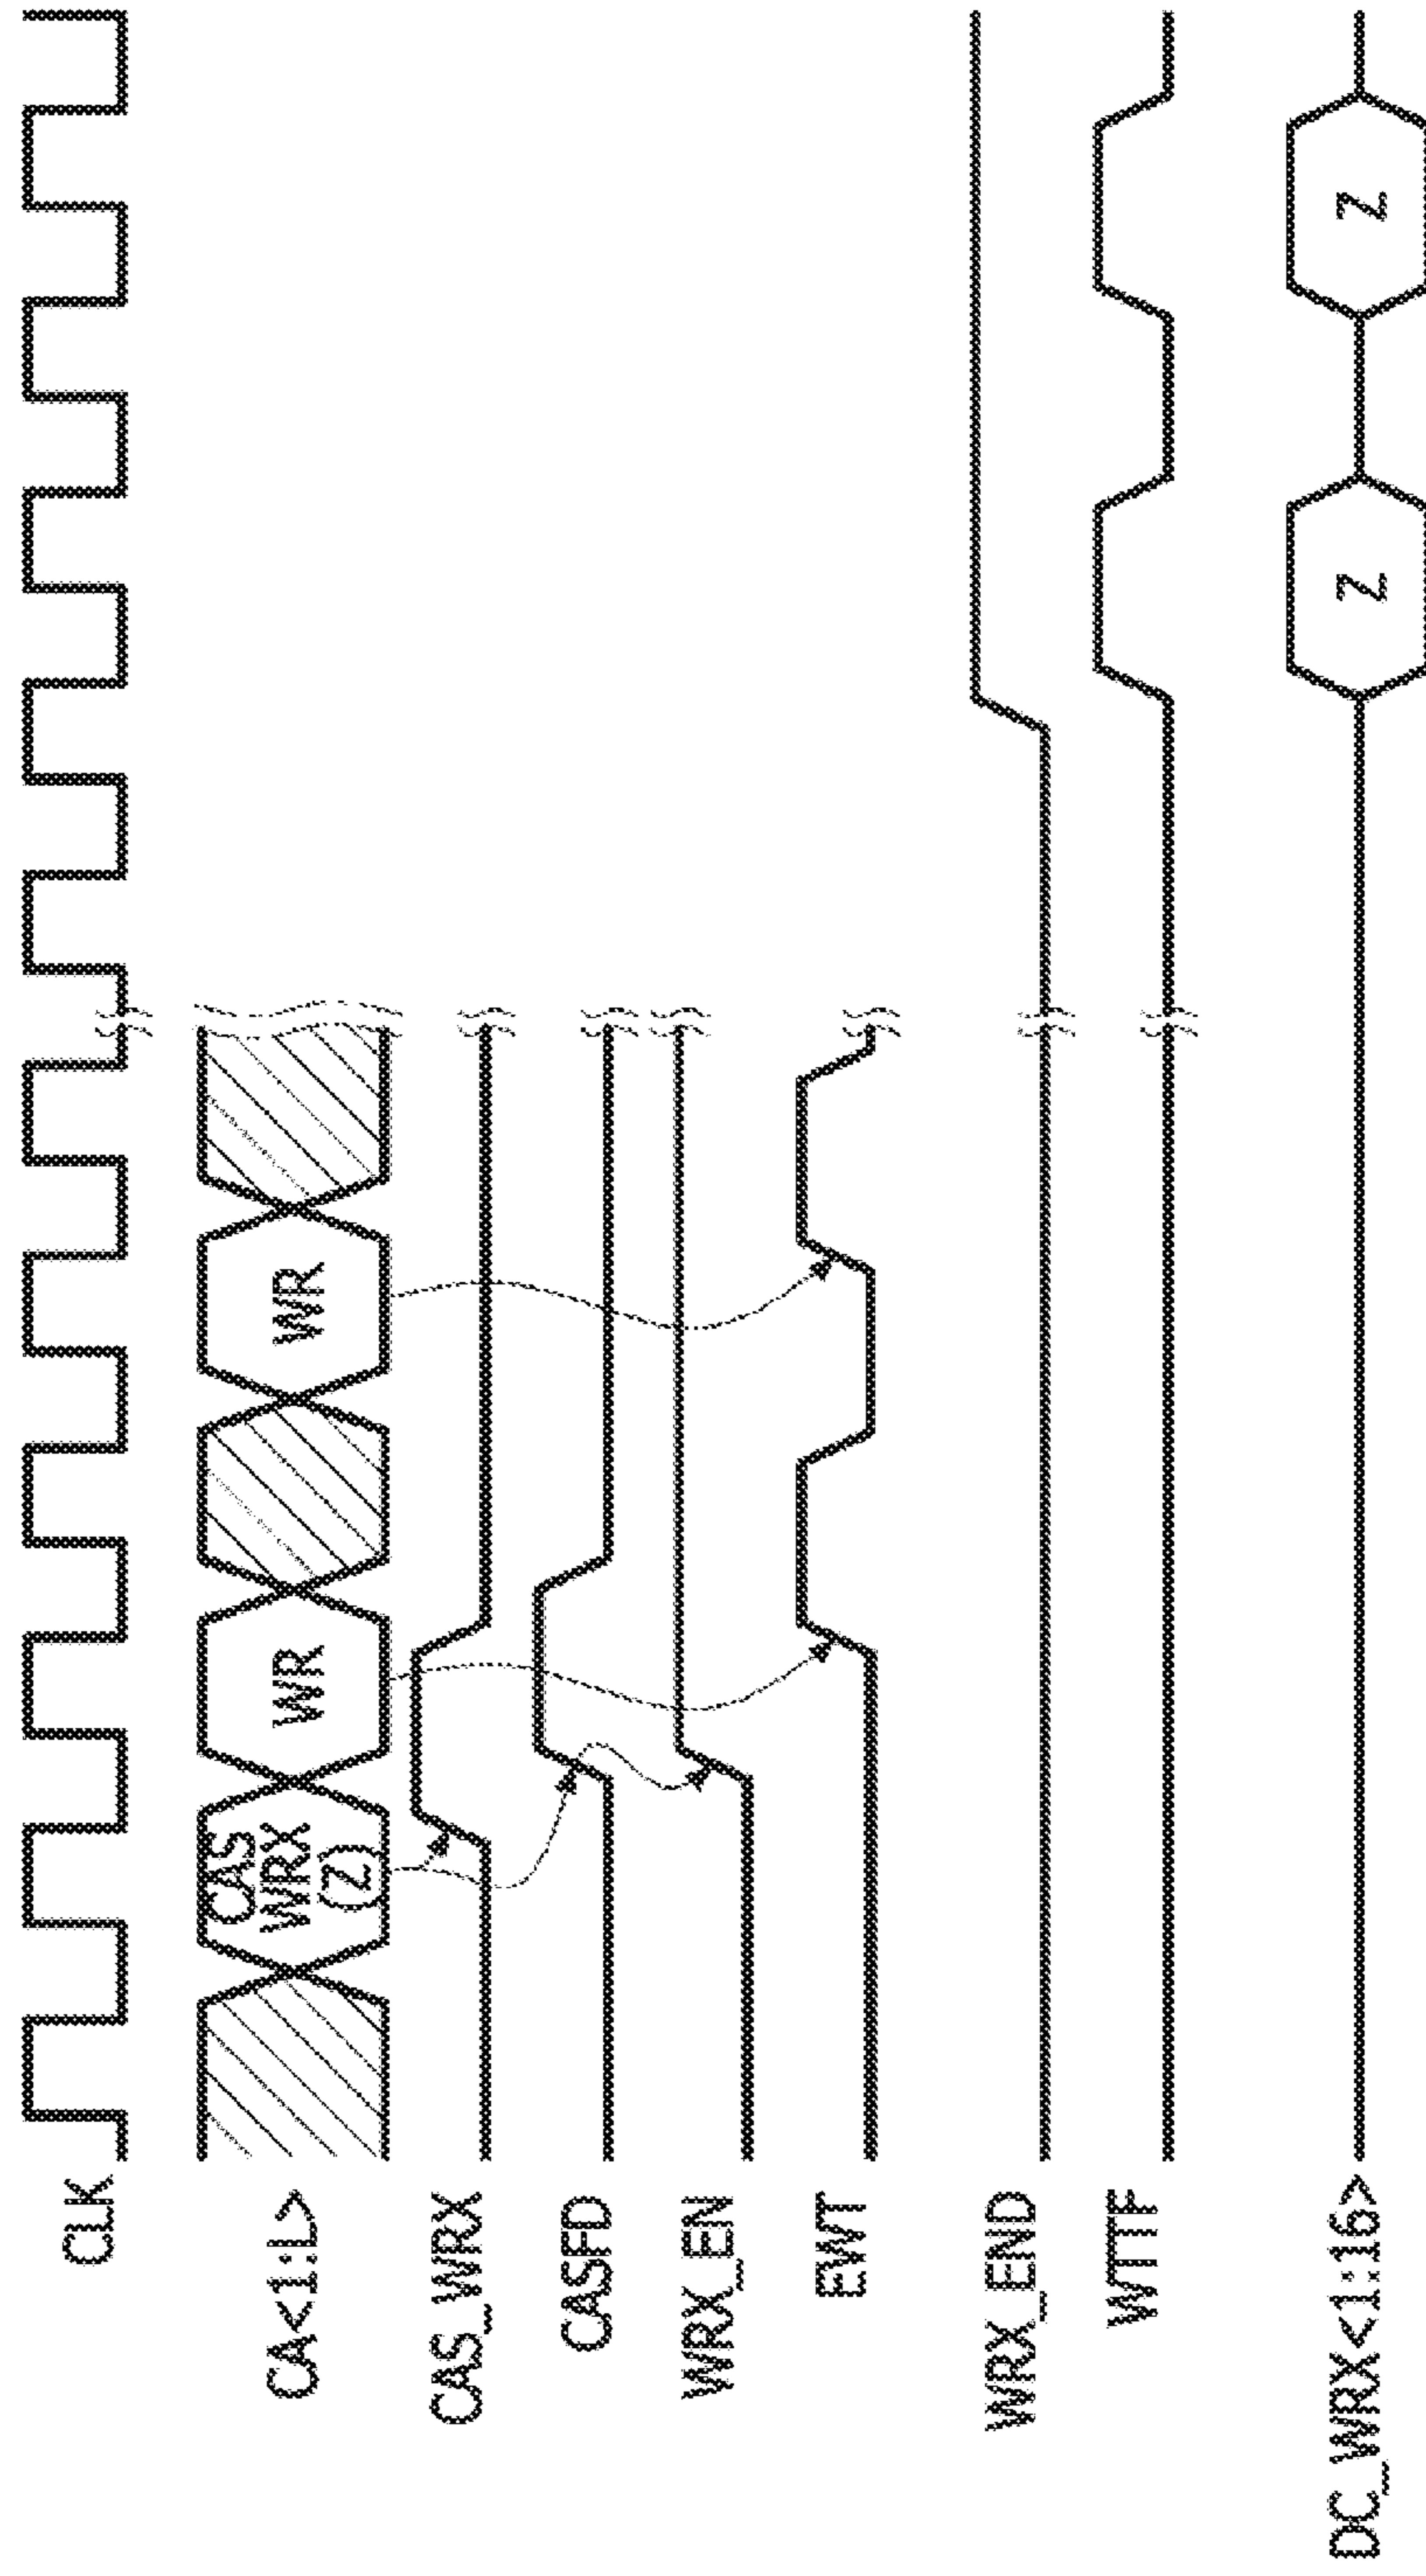 CLK
CA<1:L>
CAS
WRX
(Z)
WR
WR
CAS_WRX
CASFD
WRX_EN
EWT
WRX_END
WTTF
DC_WRX<1:16>
Z
Z